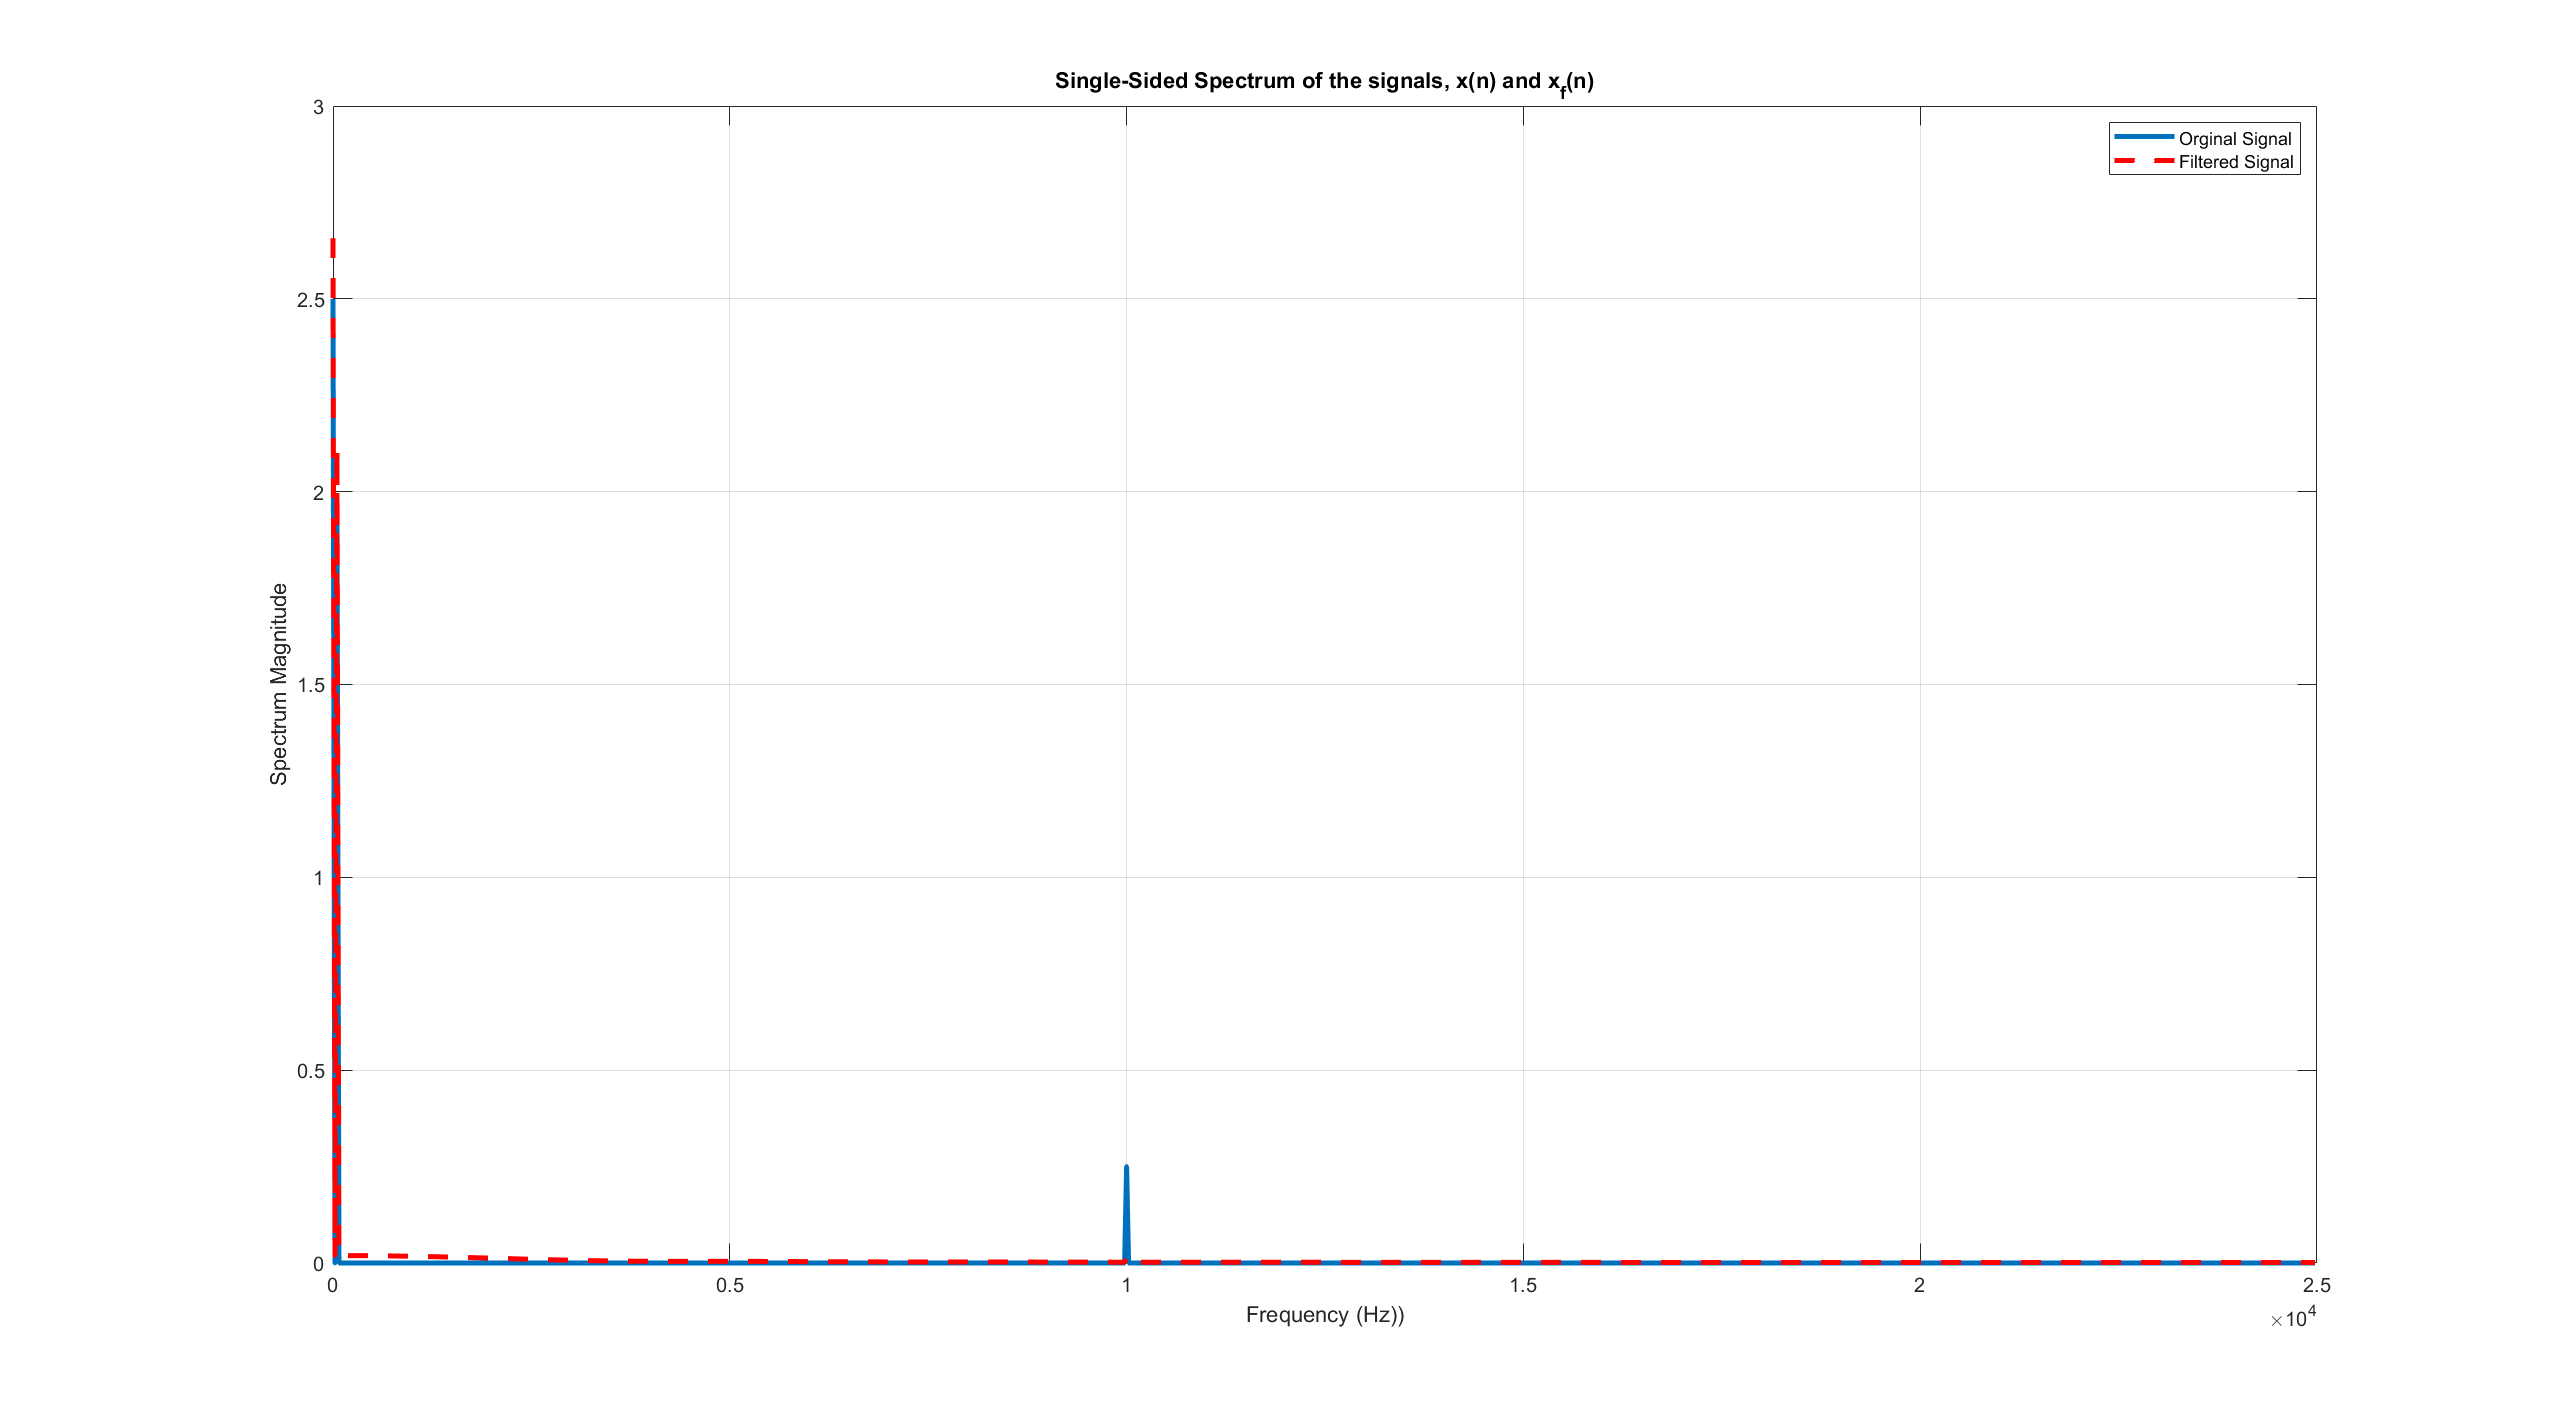 Single-Sided Spectrum of the signals, x(n) and x_f(n)
3
2.5
2
1.5
1
0.5
0
Spectrum Magnitude
Orginal Signal
Filtered Signal
0 0.5 1 1.5 2 2.5
×10^4
Frequency (Hz))